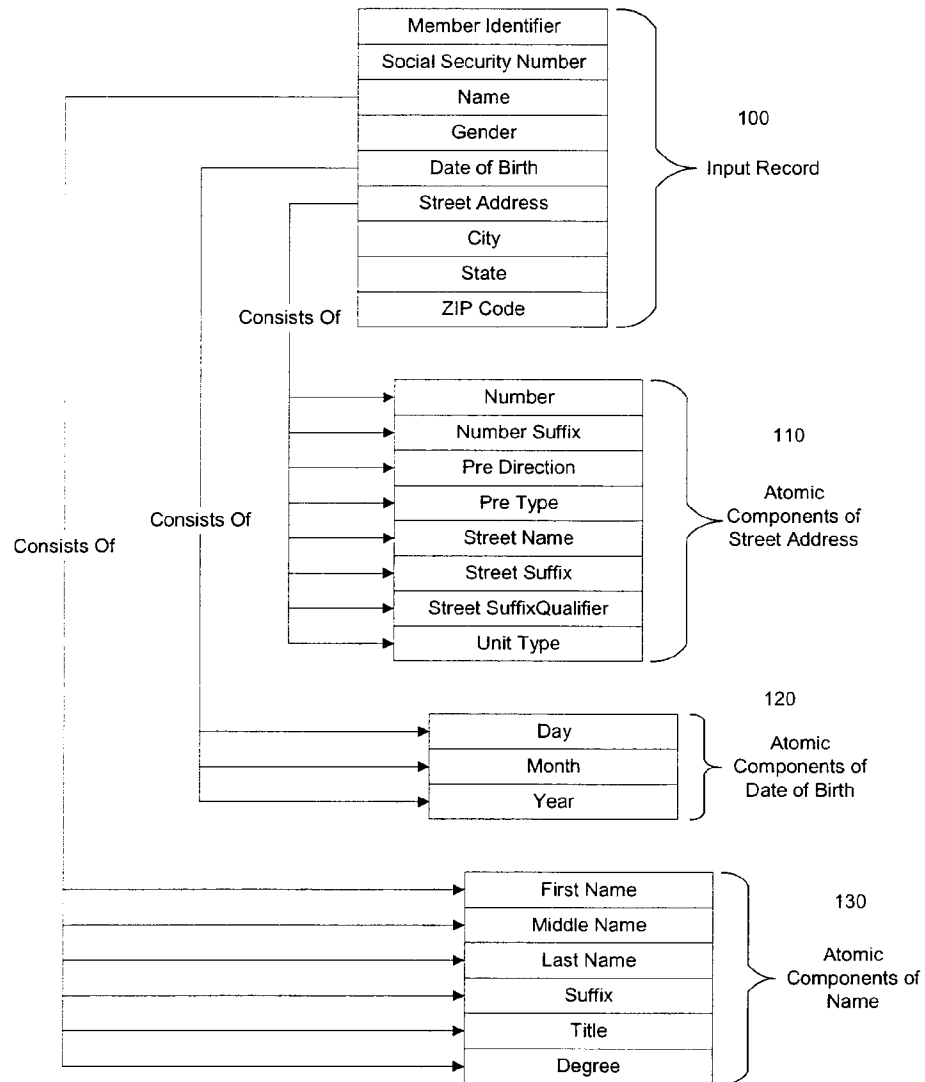 Member Identifier
Social Security Number
Name
Gender
Date of Birth
Street Address
City
State
ZIP Code
100
Input Record
Consists Of
Number
Number Suffix
Pre Direction
Pre Type
Street Name
Street Suffix
Street SuffixQualifier
Unit Type
110
Atomic
Components of
Street Address
Consists Of
Consists Of
Day
Month
Year
120
Atomic
Components of
Date of Birth
First Name
Middle Name
Last Name
Suffix
Title
Degree
130
Atomic
Components of
Name